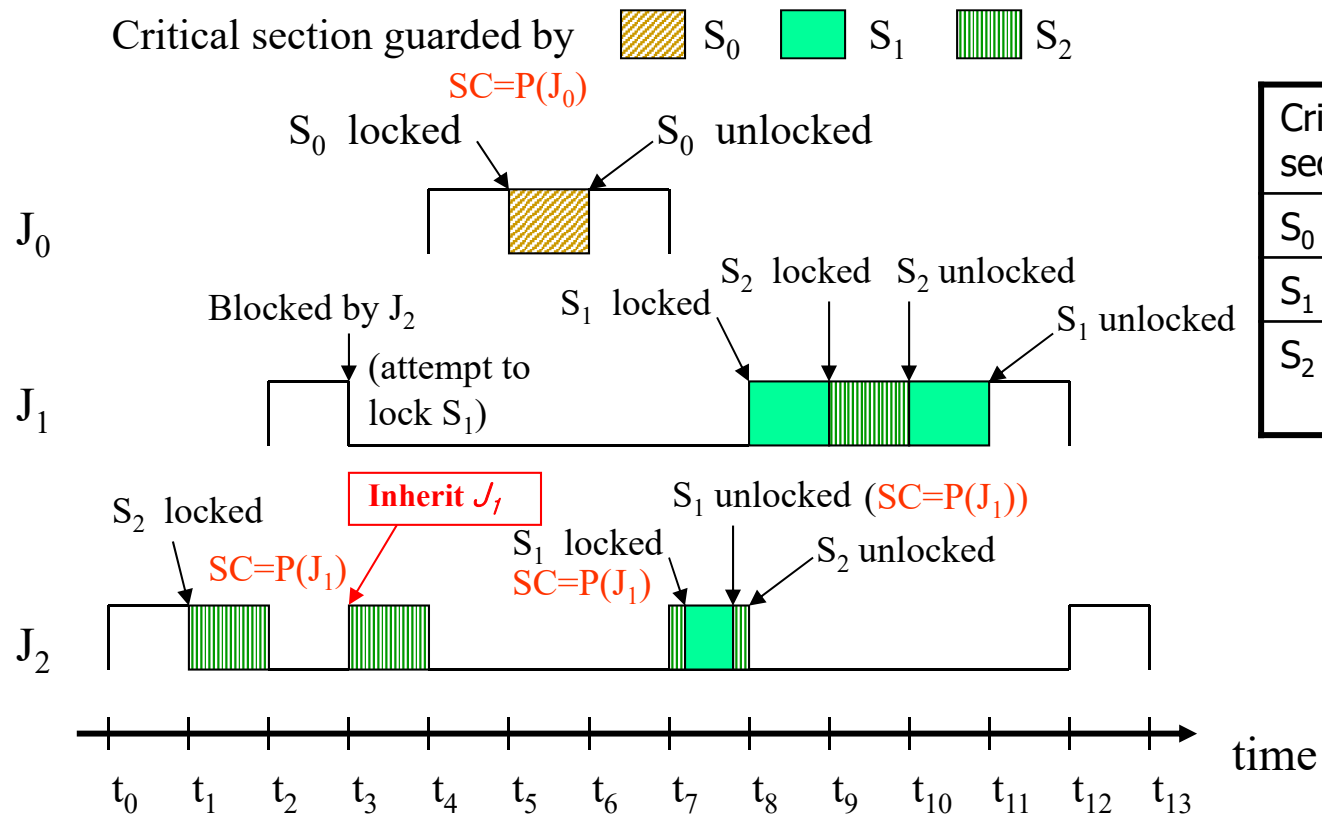 Critical section guarded by S₀ S₁ S₂
SC=P(J₀)
S₀ locked S₀ unlocked
J₀
S₂ locked S₂ unlocked
Blocked by J₂ S₁ locked S₁ unlocked
(attempt to
lock S₁)
J₁
Inherit J₁
S₂ locked
SC=P(J₁)
S₁ unlocked (SC=P(J₁))
S₁ locked
SC=P(J₁)
S₂ unlocked
J₂
t₀ t₁ t₂ t₃ t₄ t₅ t₆ t₇ t₈ t₉ t₁₀ t₁₁ t₁₂ t₁₃
time
Cri
sec
S₀
S₁
S₂